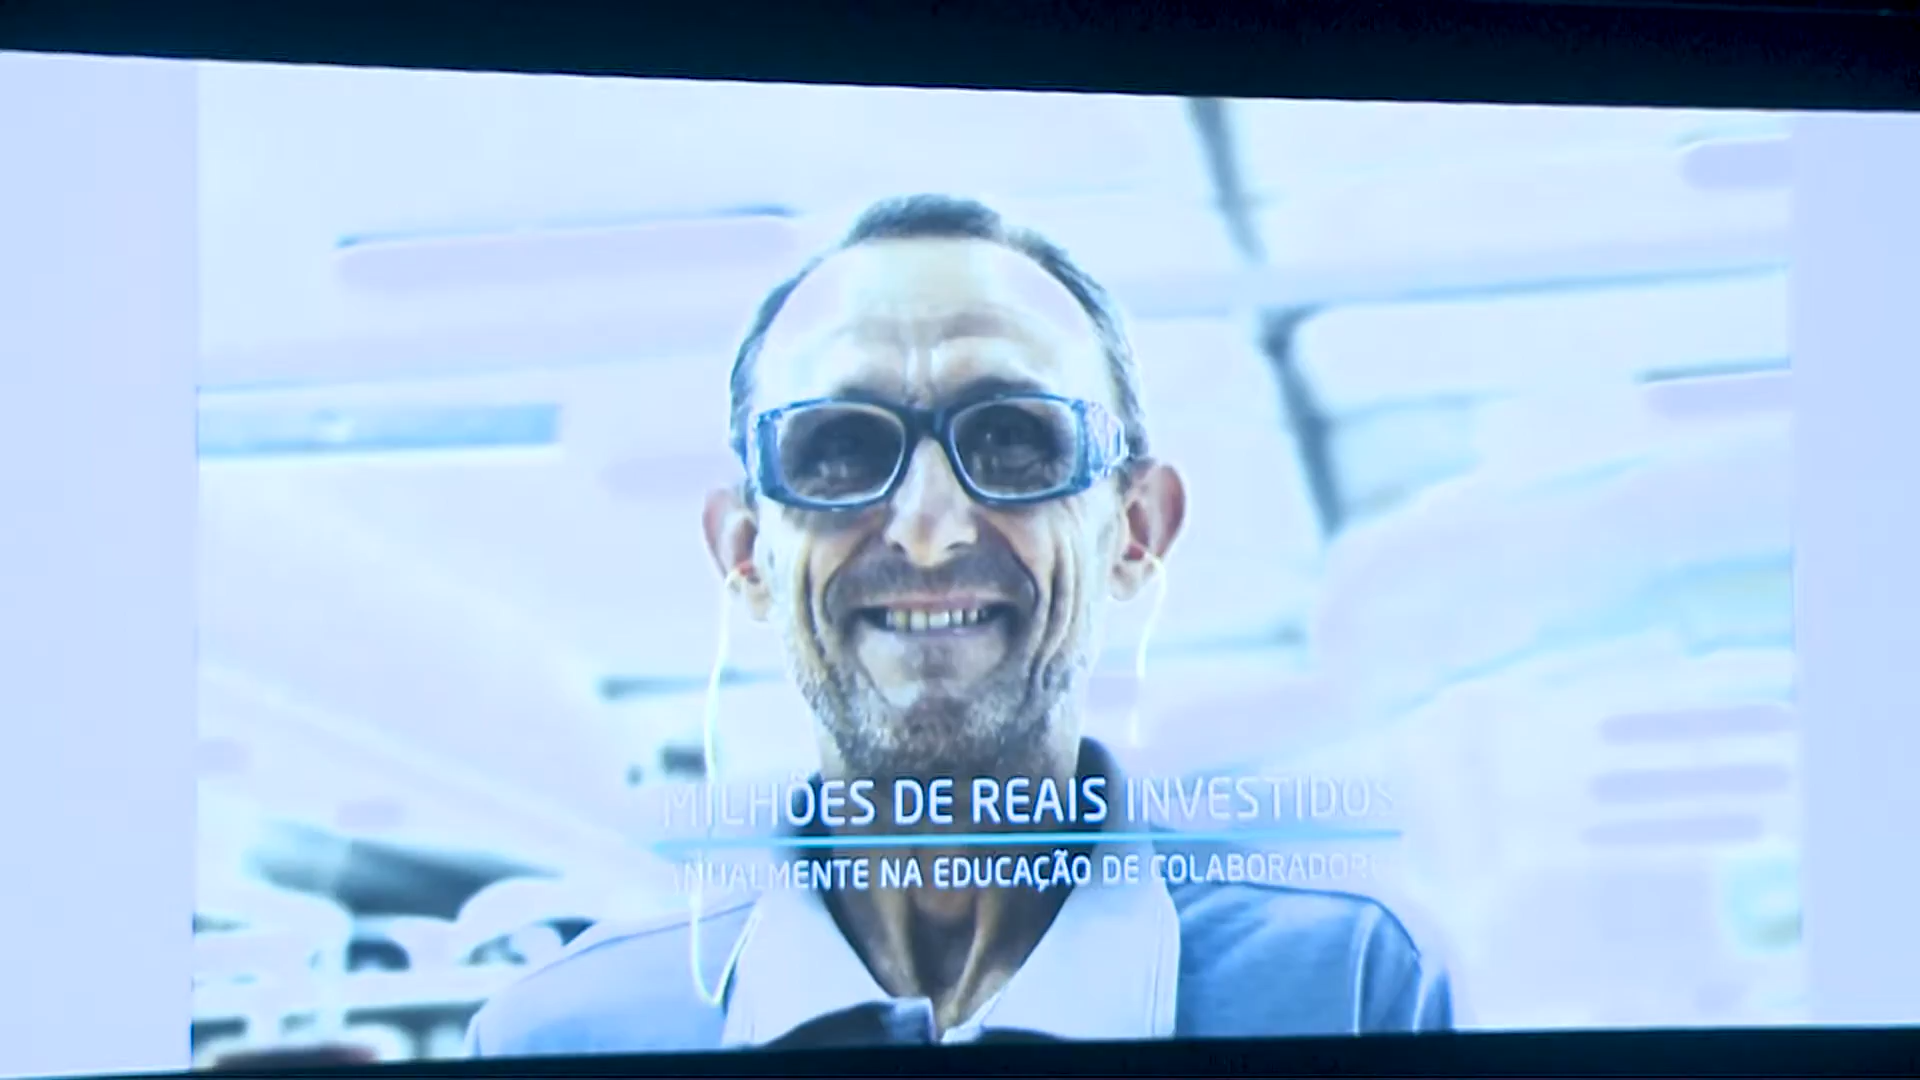 MILHÕES DE REAIS INVESTIDOS
ANUALMENTE NA EDUCAÇÃO DE COLABORADORES